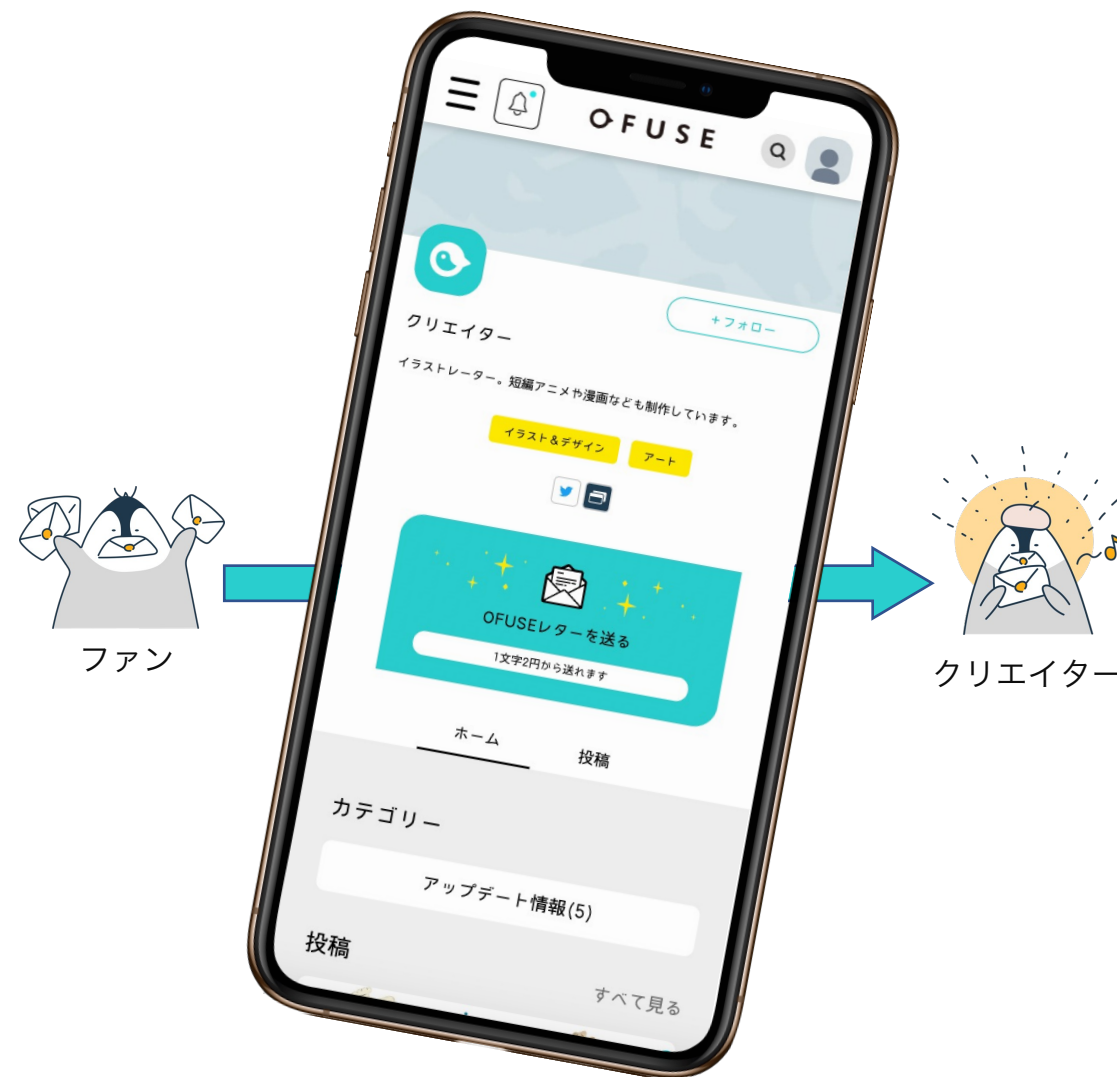 OFUSE
+フォロー
クリエイター
イラストレーター。短編アニメや漫画なども制作しています。
イラスト&デザイン
アート
OFUSEレターを送る
1文字2円から送れます
ファン
クリエイター
ホーム
投稿
カテゴリー
アップデート情報(5)
投稿
すべて見る